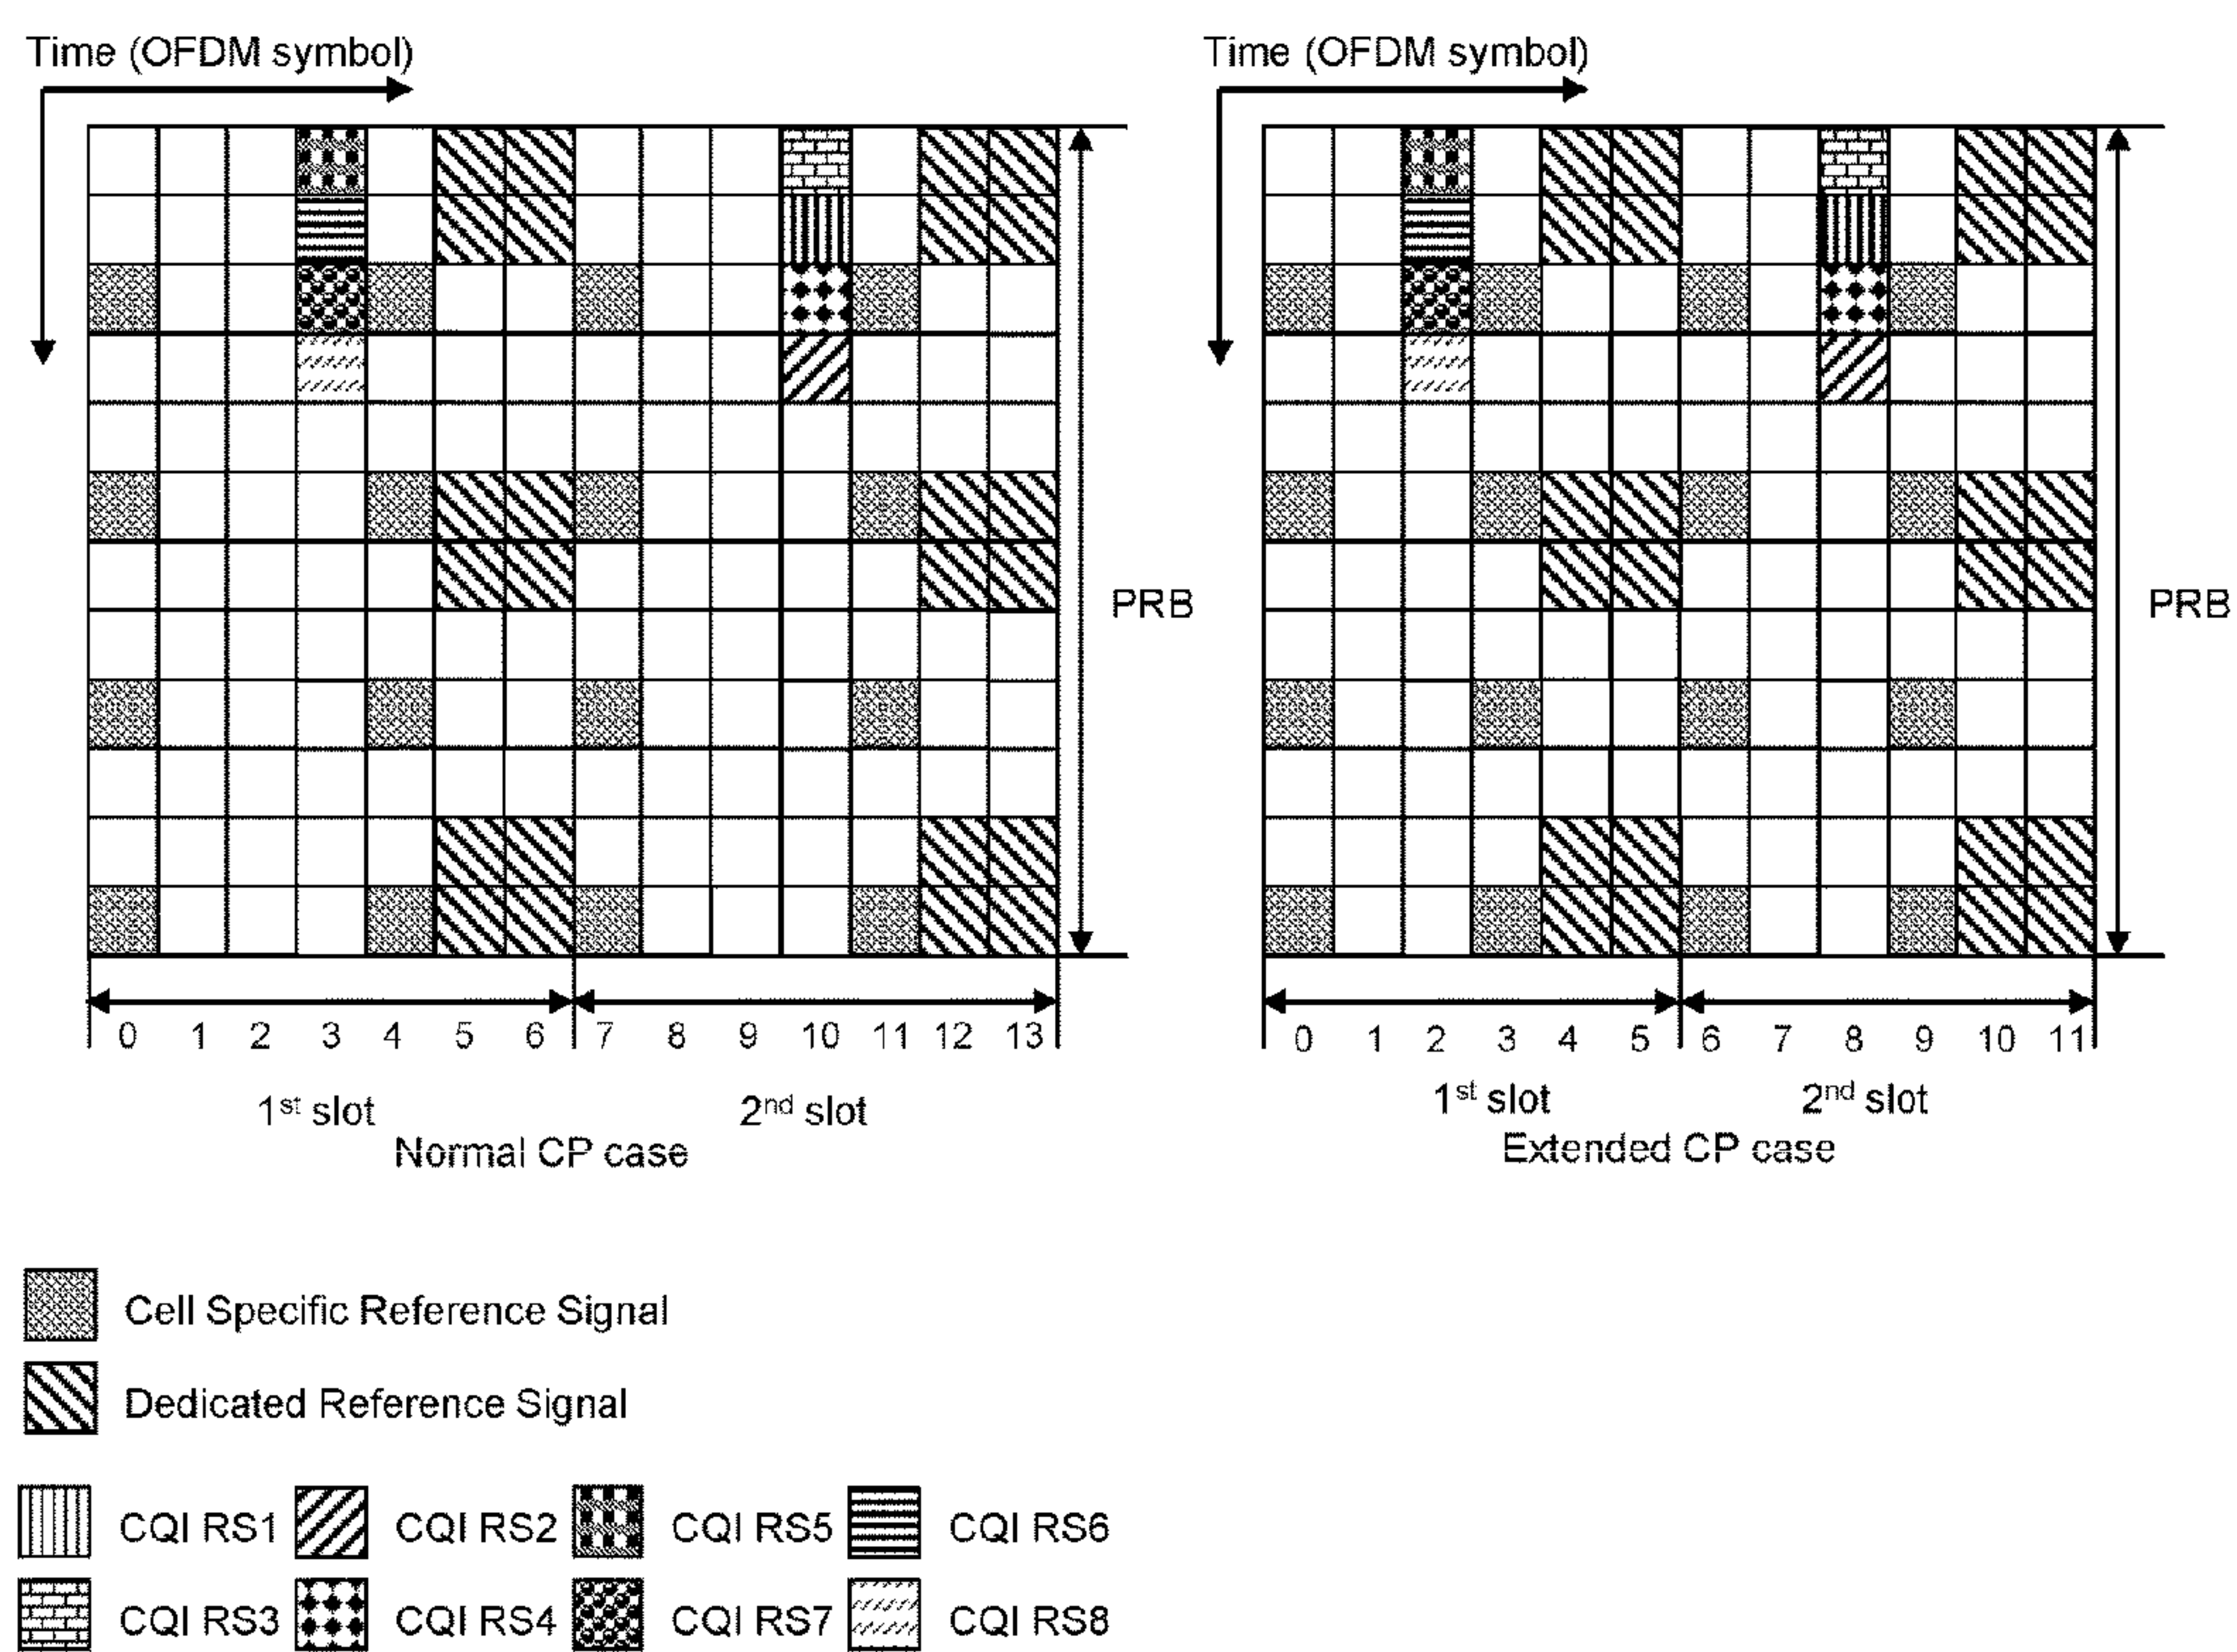 Time (OFDM symbol)
Time (OFDM symbol)
PRB
PRB
0 1 2 3 4 5 6 7 8 9 10 11 12 13
0 1 2 3 4 5 6 7 8 9 10 11
1st slot
2nd slot
1st slot
2nd slot
Normal CP case
Extended CP case
Cell Specific Reference Signal
Dedicated Reference Signal
CQI RS1 CQI RS2 CQI RS5 CQI RS6
CQI RS3 CQI RS4 CQI RS7 CQI RS8